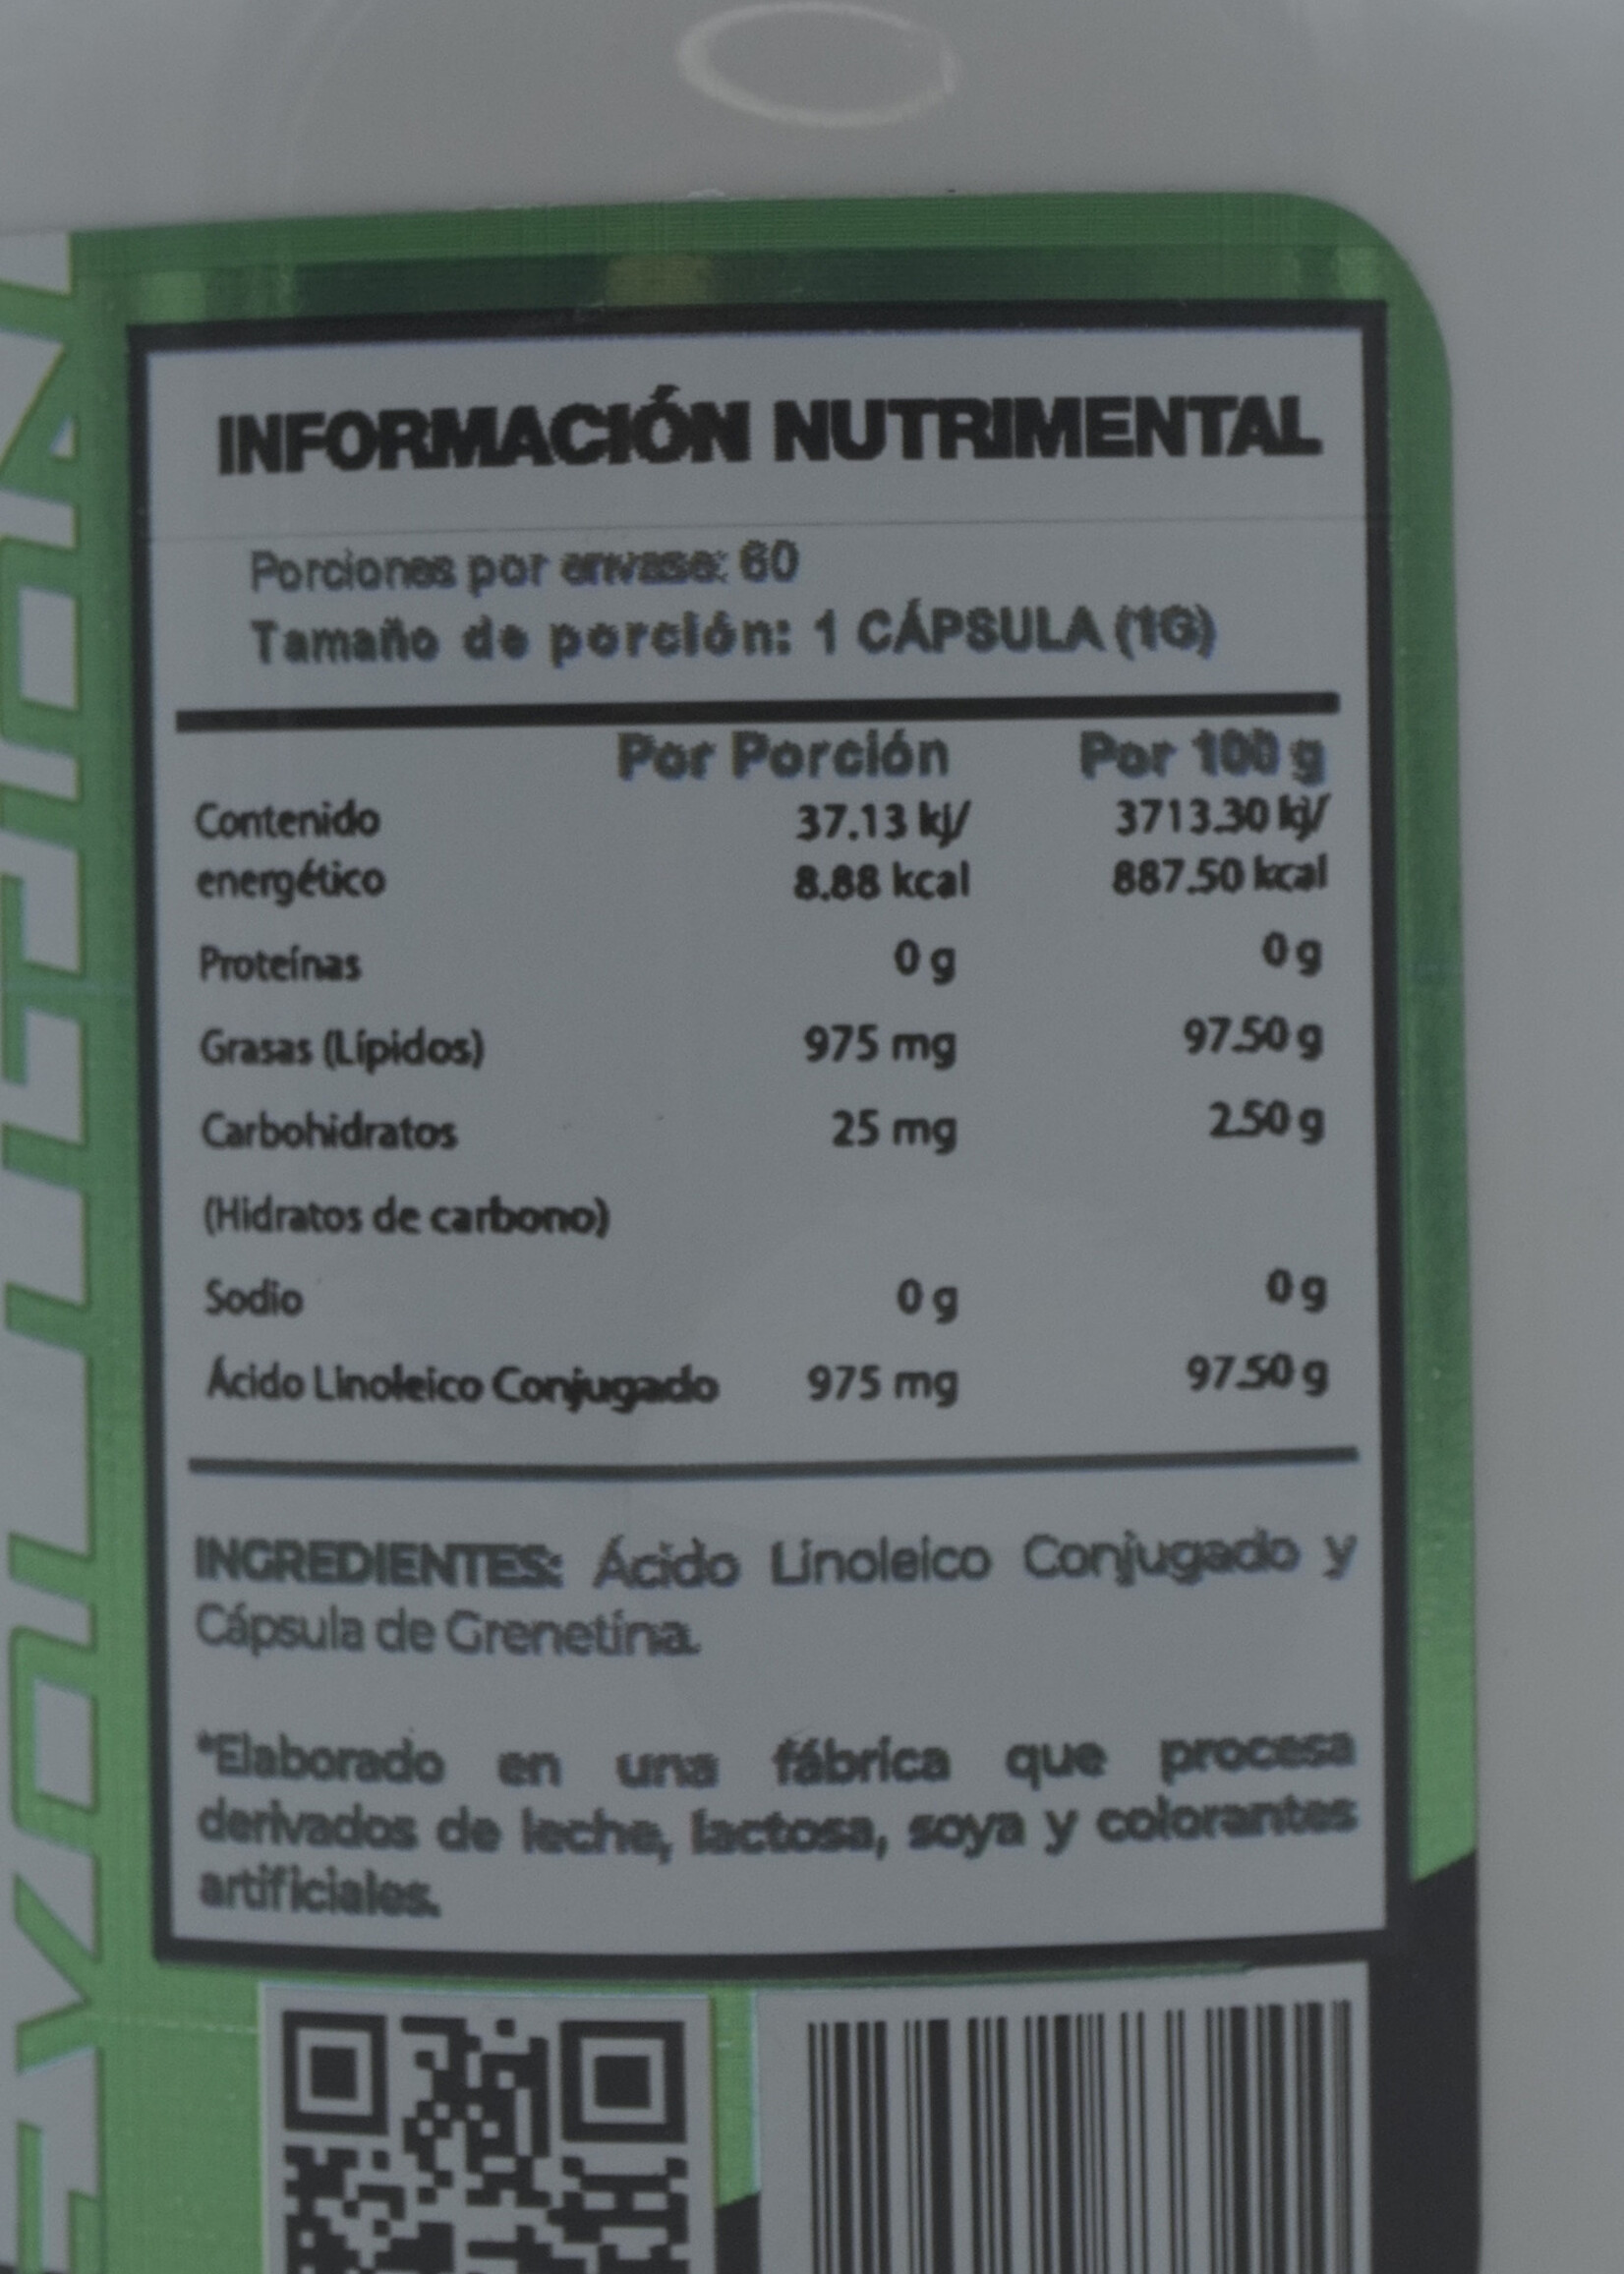 INFORMACIÓN NUTRIMENTAL
Porciones por envase: 60
Tamaño de porción: 1 CÁPSULA (1G)
Por Porción Por 100 g
Contenido 37.13 kj/ 3713.30 kj/
energético 8.88 kcal 887.50 kcal
Proteínas 0 g 0 g
Grasas (Lípidos) 975 mg 97.50 g
Carbohidratos 25 mg 2.50 g
(Hidratos de carbono)
Sodio 0 g 0 g
Ácido Linoleico Conjugado 975 mg 97.50 g
INGREDIENTES: Ácido Linoleico Conjugado y
Cápsula de Grenetina.
*Elaborado en una fábrica que procesa
derivados de leche, lactosa, soya y colorantes
artificiales.